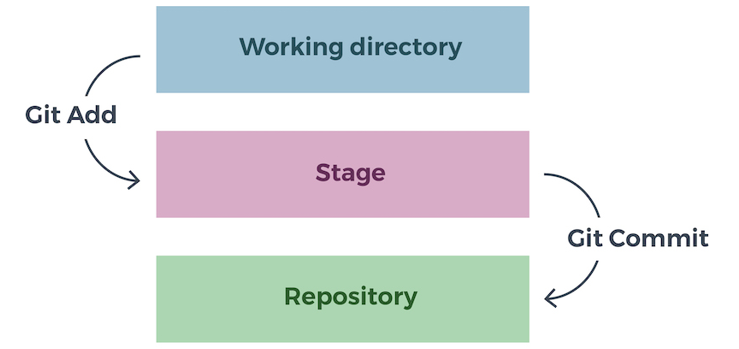 Working directory
Git Add
Stage
Git Commit
Repository